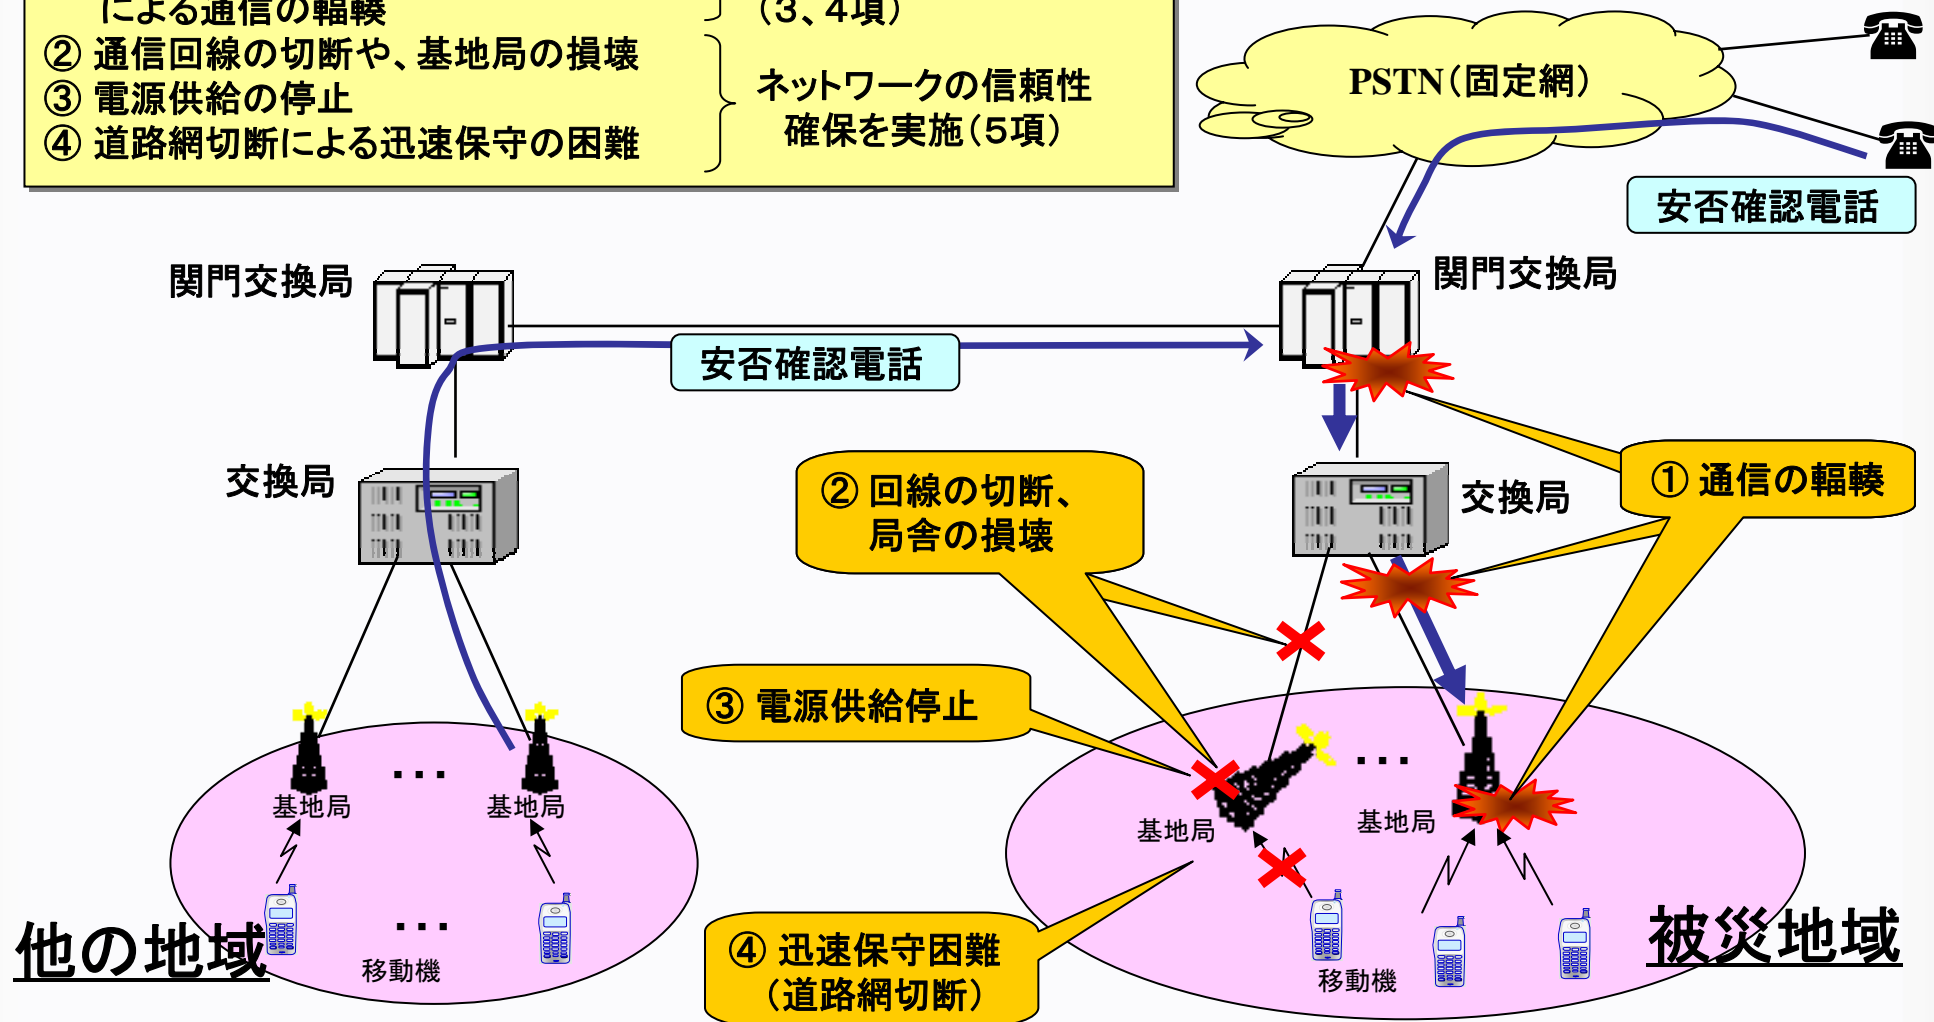 による通信の輻輳
（３、４項）
② 通信回線の切断や、基地局の損壊
③ 電源供給の停止
④ 道路網切断による迅速保守の困難
ネットワークの信頼性
確保を実施（５項）
PSTN（固定網）
安否確認電話
関門交換局
関門交換局
安否確認電話
交換局
② 回線の切断、
局舎の損壊
① 通信の輻輳
交換局
③ 電源供給停止
…
…
基地局
基地局
基地局
基地局
他の地域
…
移動機
④ 迅速保守困難
（道路網切断）
移動機
被災地域